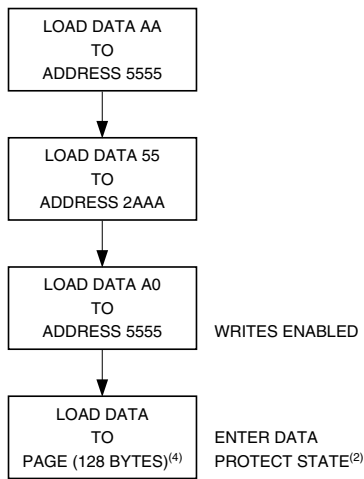 LOAD DATA AA
TO
ADDRESS 5555
LOAD DATA 55
TO
ADDRESS 2AAA
LOAD DATA A0
TO
ADDRESS 5555
WRITES ENABLED
LOAD DATA
TO
PAGE (128 BYTES)(4)
ENTER DATA
PROTECT STATE(2)